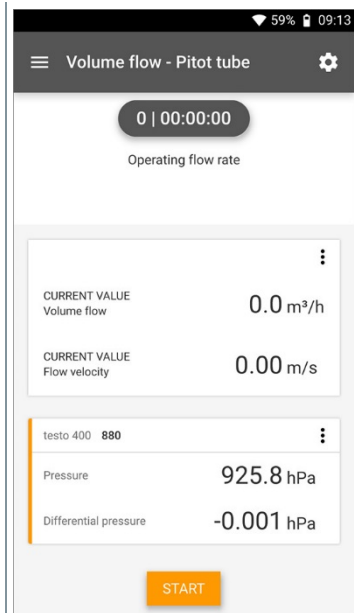 59% 09:13
Volume flow - Pitot tube
0 | 00:00:00
Operating flow rate
CURRENT VALUE
Volume flow
0.0 m³/h
CURRENT VALUE
Flow velocity
0.00 m/s
testo 400 880
Pressure
925.8 hPa
Differential pressure
-0.001 hPa
START